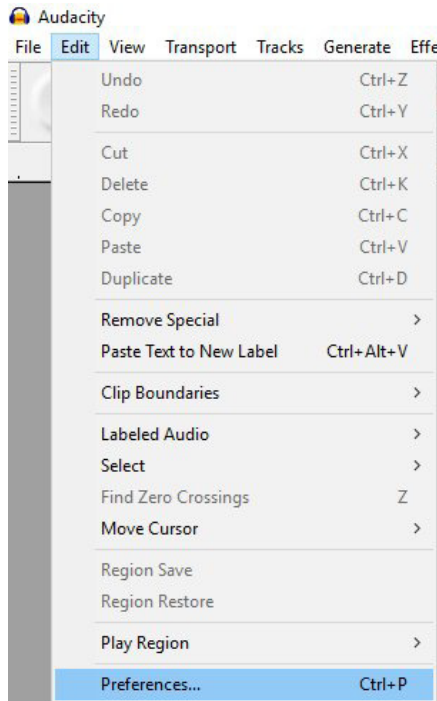 Audacity
File Edit View Transport Tracks Generate Effe
Undo Ctrl+Z
Redo Ctrl+Y
Cut Ctrl+X
Delete Ctrl+K
Copy Ctrl+C
Paste Ctrl+V
Duplicate Ctrl+D
Remove Special >
Paste Text to New Label Ctrl+Alt+V
Clip Boundaries >
Labeled Audio >
Select >
Find Zero Crossings Z
Move Cursor >
Region Save
Region Restore
Play Region >
Preferences... Ctrl+P